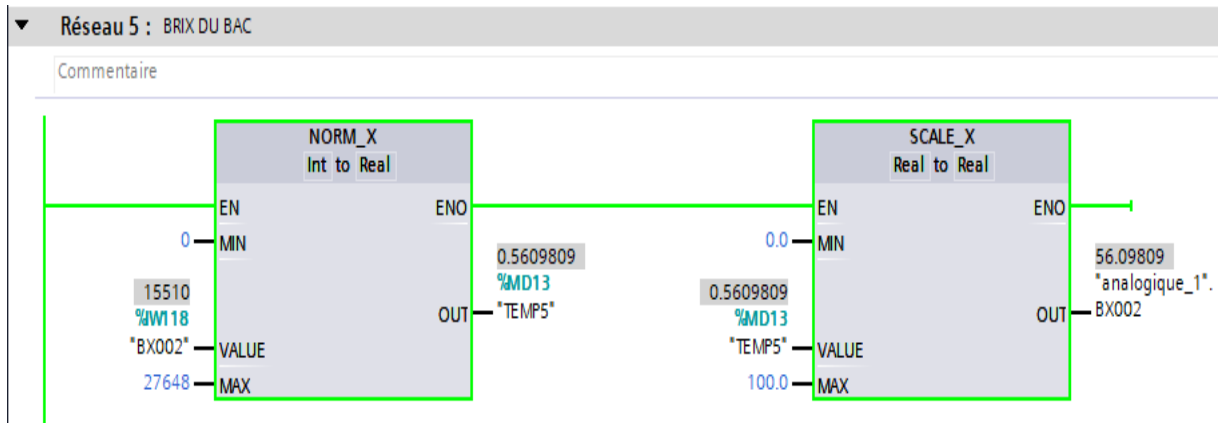 Réseau 5 : BRIX DU BAC
Commentaire
NORM_X
Int to Real
EN
ENO
0
MIN
0.5609809
%MD13
"TEMP5"
OUT
15510
%IW118
"BX002"
VALUE
27648
MAX
SCALE_X
Real to Real
EN
ENO
0.0
MIN
56.09809
"analogique_1".
BX002
OUT
0.5609809
%MD13
"TEMP5"
VALUE
100.0
MAX